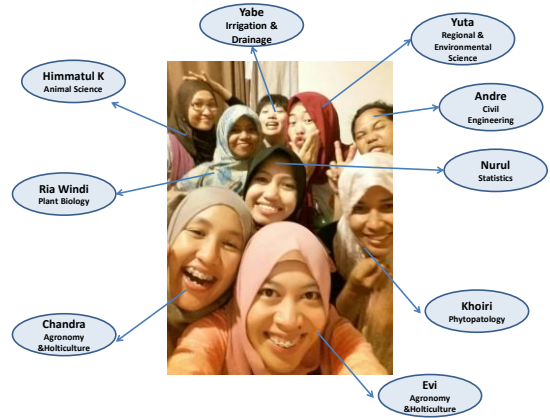 Yabe
Irrigation &
Drainage
Yuta
Regional &
Environmental
Science
Himmatul K
Animal Science
Andre
Civil
Engineering
Nurul
Statistics
Ria Windi
Plant Biology
Khoiri
Phytopatology
Chandra
Agronomy
&Holticulture
Evi
Agronomy
&Holticulture